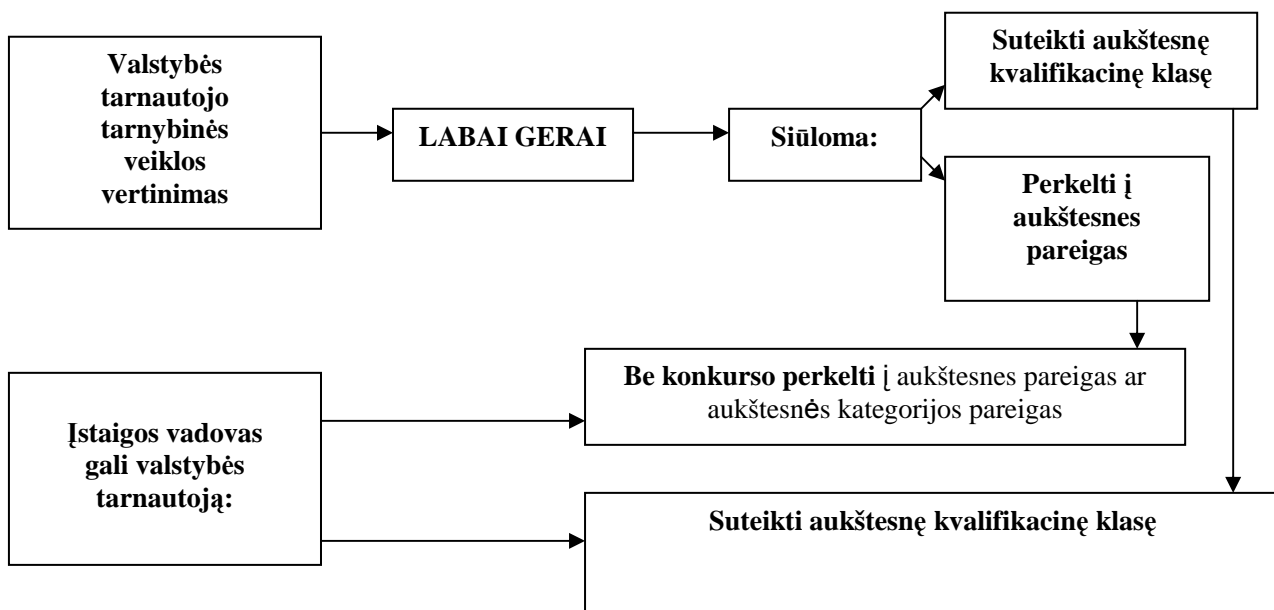 Valstybės
tarnautojo
tarnybinės
veiklos
vertinimas
LABAI GERAI
Siūloma:
Suteikti aukštesnę
kvalifikacinę klasę
Perkelti į
aukštesnes
pareigas
Įstaigos vadovas
gali valstybės
tarnautoją:
Be konkurso perkelti į aukštesnes pareigas ar
aukštesnės kategorijos pareigas
Suteikti aukštesnę kvalifikacinę klasę